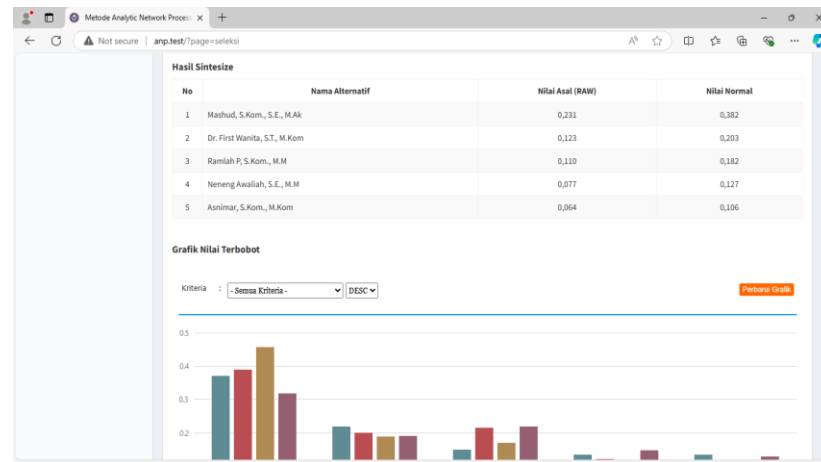 Metode Analytic Network Process
Not secure | anp.test/?page=seleksi
Hasil Sintesize
No Nama Alternatif Nilai Asal (RAW) Nilai Normal
1 Mashud, S.Kom., S.E., M.Ak 0,231 0,382
2 Dr. First Wanita, S.T., M.Kom 0,123 0,203
3 Ramlah P, S.Kom., M.M 0,110 0,182
4 Neneng Awaliah, S.E., M.M 0,077 0,127
5 Asnimar, S.Kom., M.Kom 0,064 0,106
Grafik Nilai Terbobot
Kriteria : - Semua Kriteria - DESC Perbarui Grafik
0.5
0.4
0.3
0.2